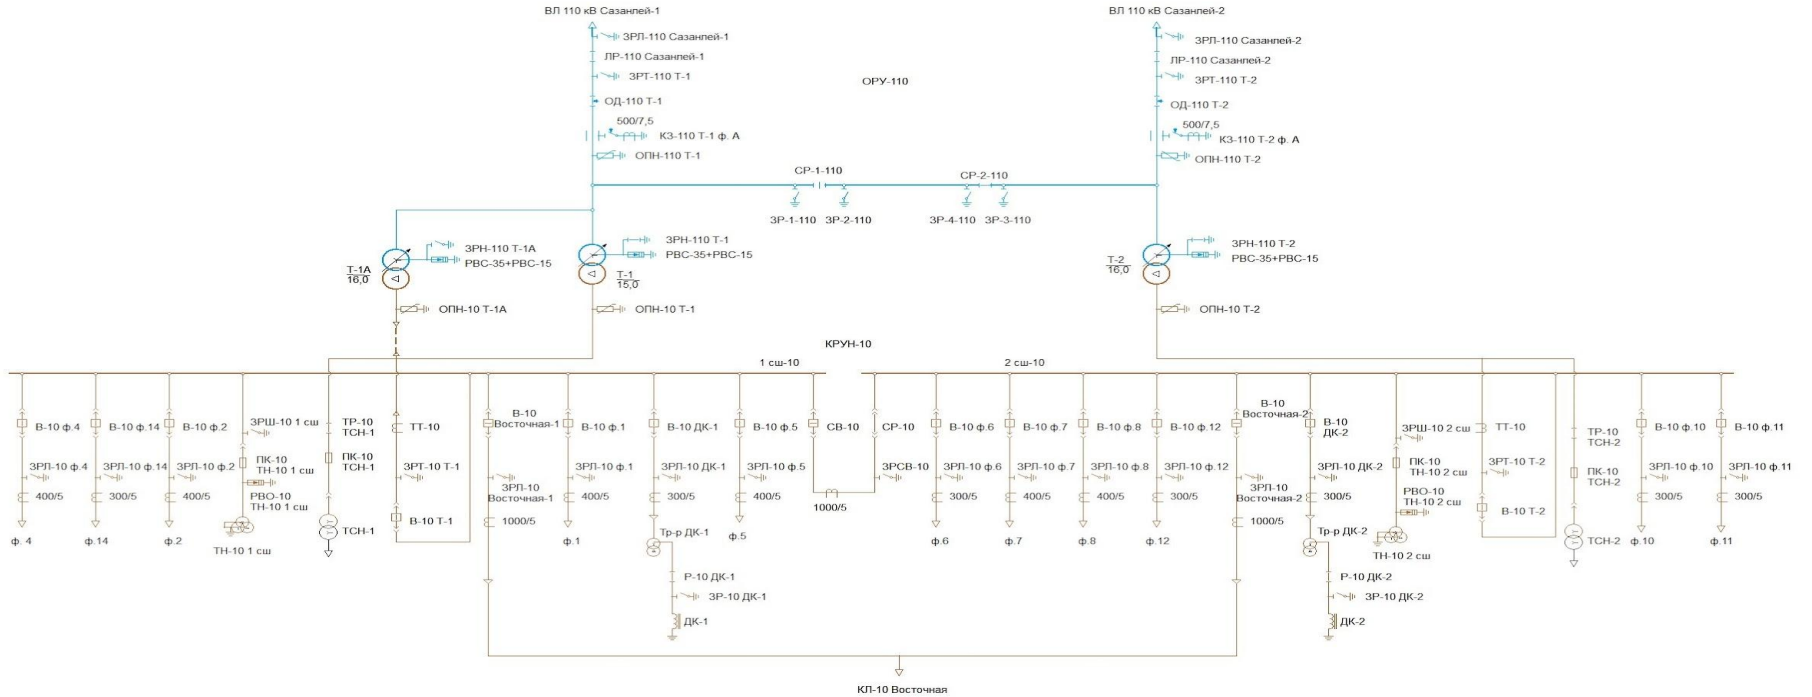 ВЛ 110 кВ Сазанлей-1
ВЛ 110 кВ Сазанлей-2
ЗРЛ-110 Сазанлей-1
ЗРЛ-110 Сазанлей-2
ЛР-110 Сазанлей-1
ЛР-110 Сазанлей-2
ЗРТ-110 Т-1
ОРУ-110
ЗРТ-110 Т-2
ОД-110 Т-1
ОД-110 Т-2
500/7,5
500/7,5
КЗ-110 Т-1 ф. А
КЗ-110 Т-2 ф. А
ОПН-110 Т-1
ОПН-110 Т-2
СР-1-110
СР-2-110
ЗР-1-110
ЗР-2-110
ЗР-4-110
ЗР-3-110
ЗРН-110 Т-1А
РВС-35+РВС-15
ЗРН-110 Т-1
РВС-35+РВС-15
ЗРН-110 Т-2
РВС-35+РВС-15
Т-1А
16,0
Т-1
15,0
Т-2
16,0
ОПН-10 Т-1А
ОПН-10 Т-1
ОПН-10 Т-2
КРУН-10
1 сш-10
2 сш-10
В-10 ф.4
В-10 ф.14
В-10 ф.2
ЗРШ-10 1 сш
ТР-10
ТСН-1
ТТ-10
В-10
Восточная-1
В-10 ф.1
В-10 ДК-1
В-10 ф.5
СВ-10
СР-10
В-10 ф.6
В-10 ф.7
В-10 ф.8
В-10 ф.12
В-10
Восточная-2
В-10
ДК-2
ЗРШ-10 2 сш
ТТ-10
ТР-10
ТСН-2
В-10 ф.10
В-10 ф.11
ЗРЛ-10 ф.4
ЗРЛ-10 ф.14
ЗРЛ-10 ф.2
ПК-10
ТН-10 1 сш
ПК-10
ТСН-1
ЗРТ-10 Т-1
ЗРЛ-10
Восточная-1
ЗРЛ-10 ф.1
ЗРЛ-10 ДК-1
ЗРЛ-10 ф.5
ЗРСВ-10
ЗРЛ-10 ф.6
ЗРЛ-10 ф.7
ЗРЛ-10 ф.8
ЗРЛ-10 ф.12
ЗРЛ-10
Восточная-2
ЗРЛ-10 ДК-2
ПК-10
ТН-10 2 сш
ЗРТ-10 Т-2
ПК-10
ТСН-2
ЗРЛ-10 ф.10
ЗРЛ-10 ф.11
400/5
300/5
400/5
РВО-10
ТН-10 1 сш
400/5
300/5
400/5
1000/5
300/5
400/5
400/5
300/5
300/5
РВО-10
ТН-10 2 сш
300/5
300/5
В-10 Т-1
1000/5
1000/5
В-10 Т-2
ф. 4
ф.14
ф.2
ТН-10 1 сш
ТСН-1
ф.1
Тр-р ДК-1
ф.5
ф.6
ф.7
ф.8
ф.12
Тр-р ДК-2
ТН-10 2 сш
ТСН-2
ф.10
ф.11
Р-10 ДК-1
Р-10 ДК-2
ЗР-10 ДК-1
ЗР-10 ДК-2
ДК-1
ДК-2
КЛ-10 Восточная